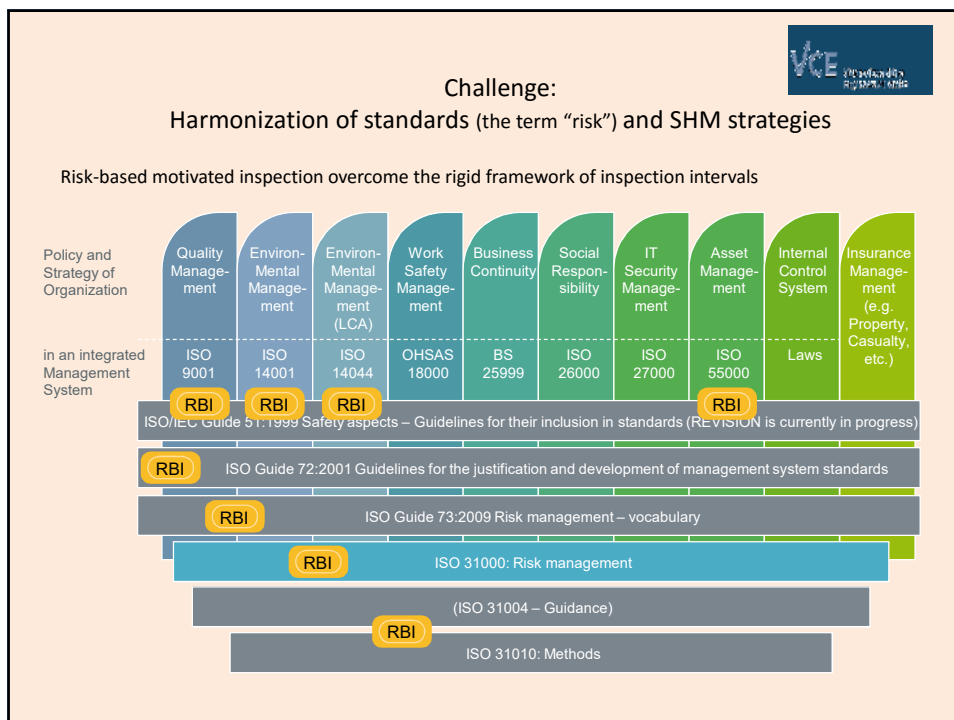 VCE
Challenge:
Harmonization of standards (the term “risk”) and SHM strategies
Risk-based motivated inspection overcome the rigid framework of inspection intervals
Policy and
Strategy of
Organization
Quality
Manage-
ment
Environ-
Mental
Manage-
ment
Environ-
Mental
Manage-
ment
(LCA)
Work
Safety
Manage-
ment
Business
Continuity
Social
Respon-
sibility
IT
Security
Manage-
ment
Asset
Manage-
ment
Internal
Control
System
Insurance
Manage-
ment
(e.g.
Property,
Casualty,
etc.)
in an integrated
Management
System
ISO
9001
ISO
14001
ISO
14044
OHSAS
18000
BS
25999
ISO
26000
ISO
27000
ISO
55000
Laws
RBI
RBI
RBI
RBI
ISO/IEC Guide 51:1999 Safety aspects – Guidelines for their inclusion in standards (REVISION is currently in progress)
RBI
ISO Guide 72:2001 Guidelines for the justification and development of management system standards
RBI
ISO Guide 73:2009 Risk management – vocabulary
RBI
ISO 31000: Risk management
(ISO 31004 – Guidance)
RBI
ISO 31010: Methods